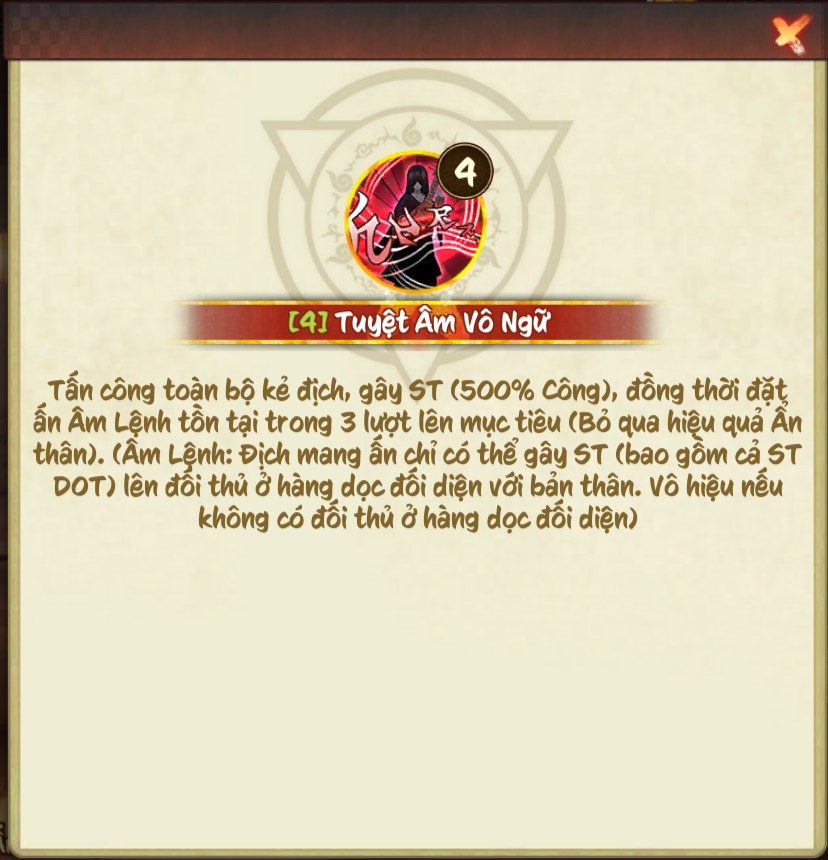 4
[4] Tuyệt Âm Vô Ngữ
Tấn công toàn bộ kẻ địch, gây ST (500% Công), đồng thời đặt
ấn Âm Lệnh tồn tại trong 3 lượt lên mục tiêu (Bỏ qua hiệu quả Ẩn
thân). (Âm Lệnh: Địch mang ấn chỉ có thể gây ST (bao gồm cả ST
DOT) lên đối thủ ở hàng dọc đối diện với bản thân. Vô hiệu nếu
không có đối thủ ở hàng dọc đối diện)